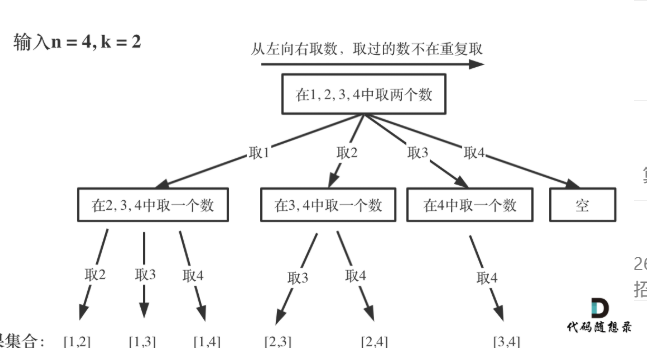 输入n = 4, k = 2
从左向右取数，取过的数不在重复取
在1, 2, 3, 4中取两个数
取1 取2 取3 取4
在2, 3, 4中取一个数 在3, 4中取一个数 在4中取一个数 空
取2 取3 取4 取3 取4 取4
26
招
代码随想录
果集合： [1,2] [1,3] [1,4] [2,3] [2,4] [3,4]